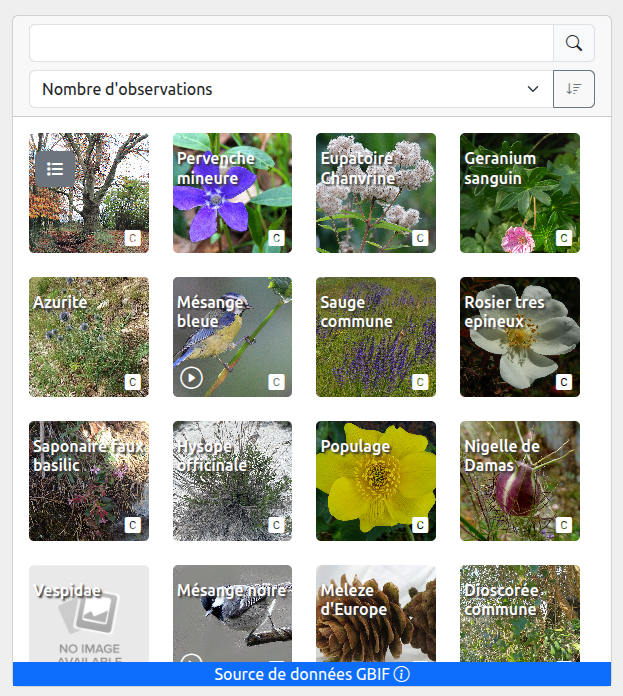 Nombre d'observations
C
Pervenche
mineure
C
Eupatoire
Chanvrine
C
Geranium
sanguin
C
Azurite
C
Mésange
bleue
C
Sauge
commune
C
Rosier tres
epineux
C
Saponaire faux
basilic
C
Hysope
officinale
C
Populage
C
Nigelle de
Damas
C
Vespidae
NO IMAGE
AVAILABLE
Mésange noire
Meleze
d'Europe
Dioscorée
commune
Source de données GBIF